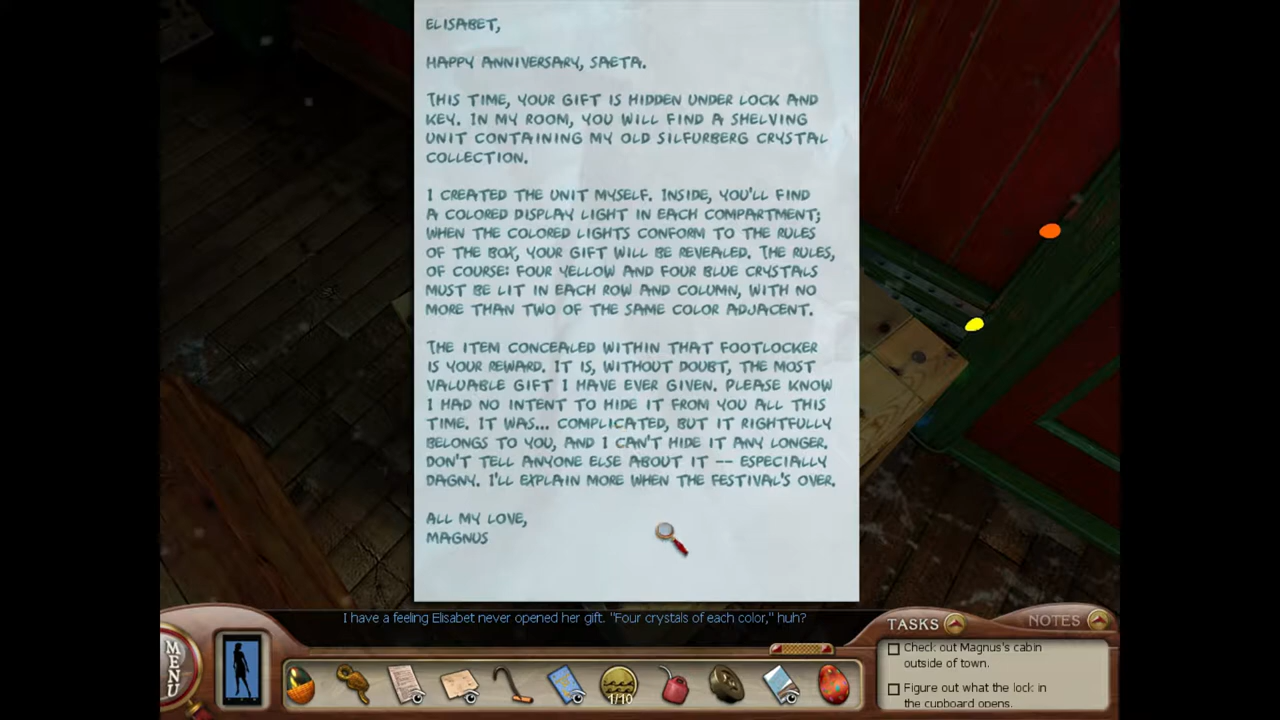 ELISABET,
HAPPY ANNIVERSARY, SAETA.
THIS TIME, YOUR GIFT IS HIDDEN UNDER LOCK AND
KEY. IN MY ROOM, YOU WILL FIND A SHELVING
UNIT CONTAINING MY OLD SILFURBERG CRYSTAL
COLLECTION.
I CREATED THE UNIT MYSELF. INSIDE, YOU'LL FIND
A COLORED DISPLAY LIGHT IN EACH COMPARTMENT;
WHEN THE COLORED LIGHTS CONFORM TO THE RULES
OF THE BOX, YOUR GIFT WILL BE REVEALED. THE RULES,
OF COURSE: FOUR YELLOW AND FOUR BLUE CRYSTALS
MUST BE LIT IN EACH ROW AND COLUMN, WITH NO
MORE THAN TWO OF THE SAME COLOR ADJACENT.
THE ITEM CONCEALED WITHIN THAT FOOTLOCKER
IS YOUR REWARD. IT IS, WITHOUT DOUBT, THE MOST
VALUABLE GIFT I HAVE EVER GIVEN. PLEASE KNOW
I HAD NO INTENT TO HIDE IT FROM YOU ALL THIS
TIME. IT WAS... COMPLICATED, BUT IT RIGHTFULLY
BELONGS TO YOU, AND I CAN'T HIDE IT ANY LONGER.
DON'T TELL ANYONE ELSE ABOUT IT -- ESPECIALLY
DAGNY. I'LL EXPLAIN MORE WHEN THE FESTIVAL'S OVER.
ALL MY LOVE,
MAGNUS
I have a feeling Elisabet never opened her gift. "Four crystals of each color," huh?
MENU
1/10
TASKS
NOTES
Check out Magnus's cabin
outside of town.
Figure out what the lock in
the cupboard opens.